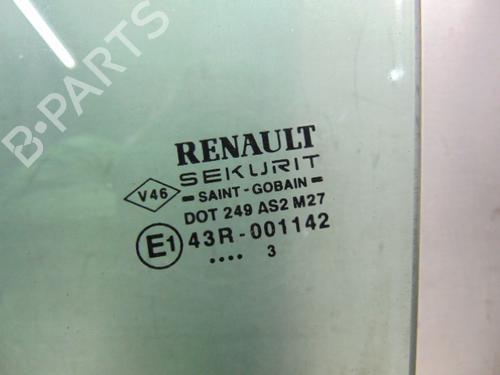 B-PARTS
RENAULT
SEKURIT
V46
SAINT-GOBAIN
DOT 249 AS2 M27
E1 43R-001142
.... 3